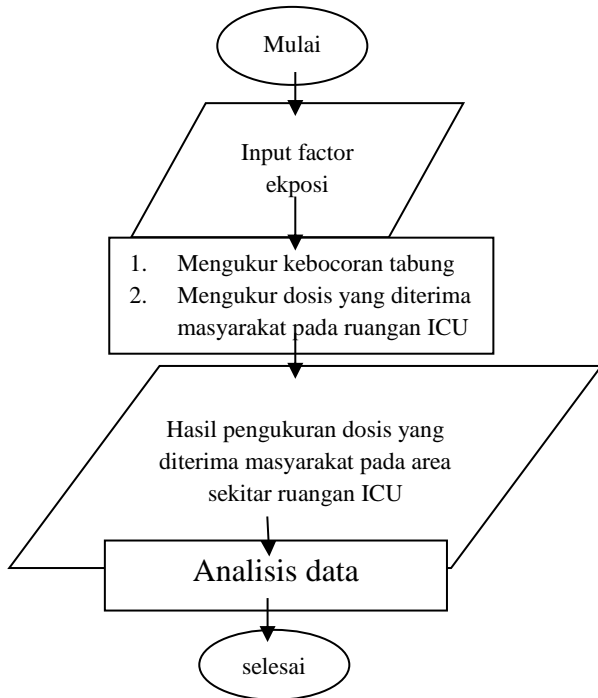 Mulai
Input factor
ekposi
1. Mengukur kebocoran tabung
2. Mengukur dosis yang diterima
masyarakat pada ruangan ICU
Hasil pengukuran dosis yang
diterima masyarakat pada area
sekitar ruangan ICU
Analisis data
selesai